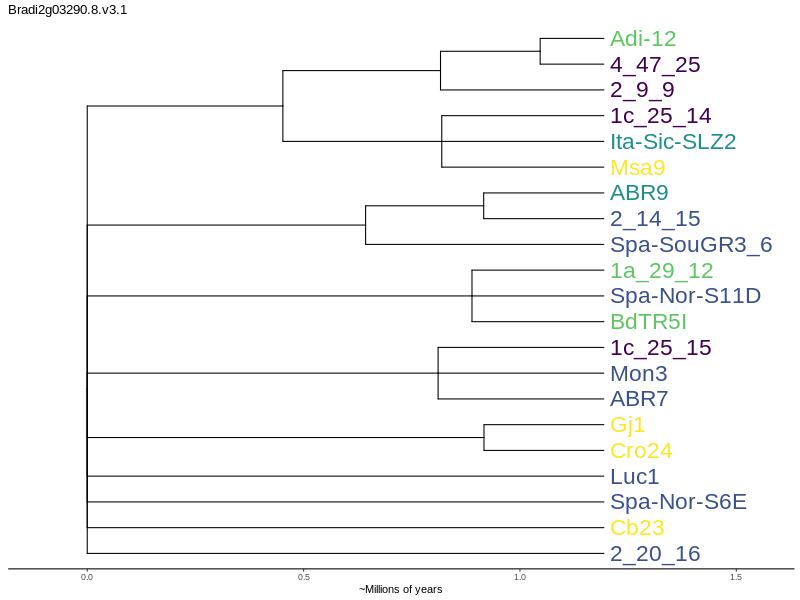 Bradi2g03290.8.v3.1
Adi-12
4_47_25
2_9_9
1c_25_14
Ita-Sic-SLZ2
Msa9
ABR9
2_14_15
Spa-SouGR3_6
1a_29_12
Spa-Nor-S11D
BdTR5I
1c_25_15
Mon3
ABR7
Gj1
Cro24
Luc1
Spa-Nor-S6E
Cb23
2_20_16
0.0 0.5 1.0 1.5
~Millions of years